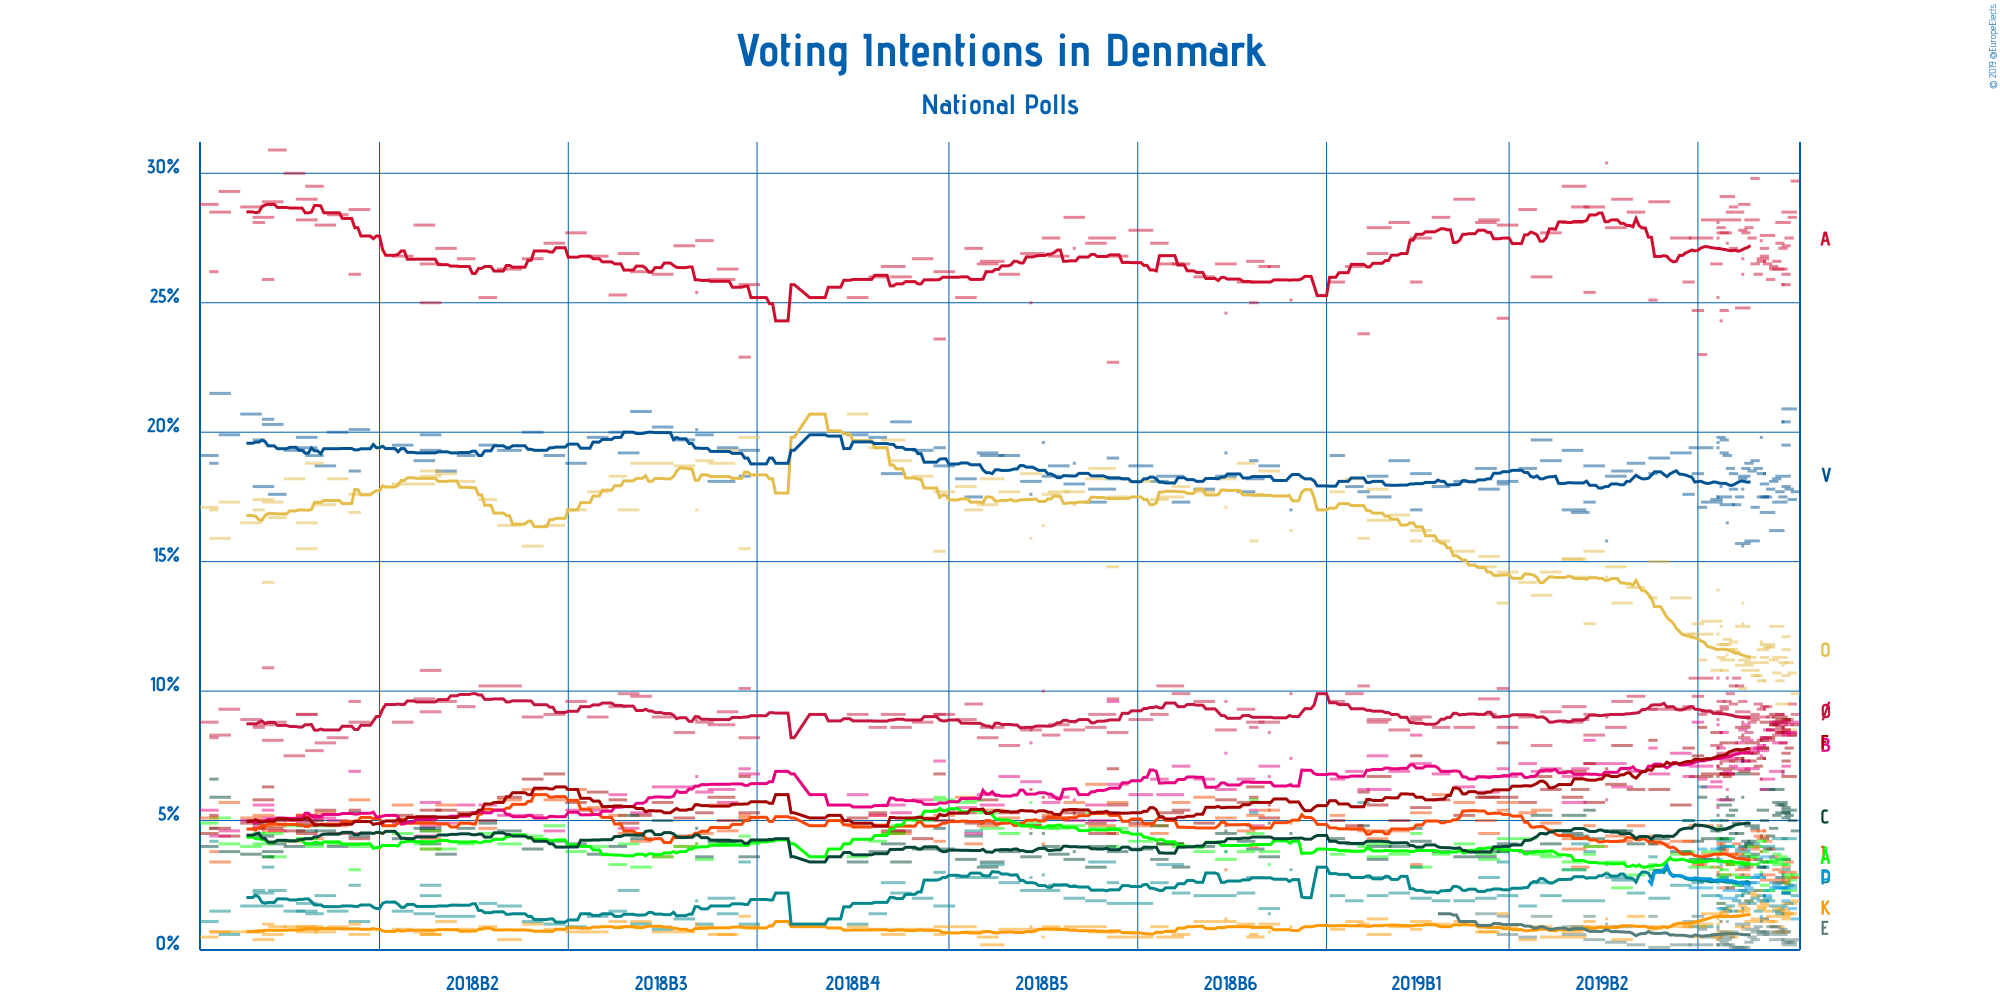 © 2019 @EuropeElects
Voting Intentions in Denmark
National Polls
30%
25%
20%
15%
10%
5%
0%
A
V
O
Ø
F
B
C
Å
D
P
K
E
2018B2
2018B3
2018B4
2018B5
2018B6
2019B1
2019B2